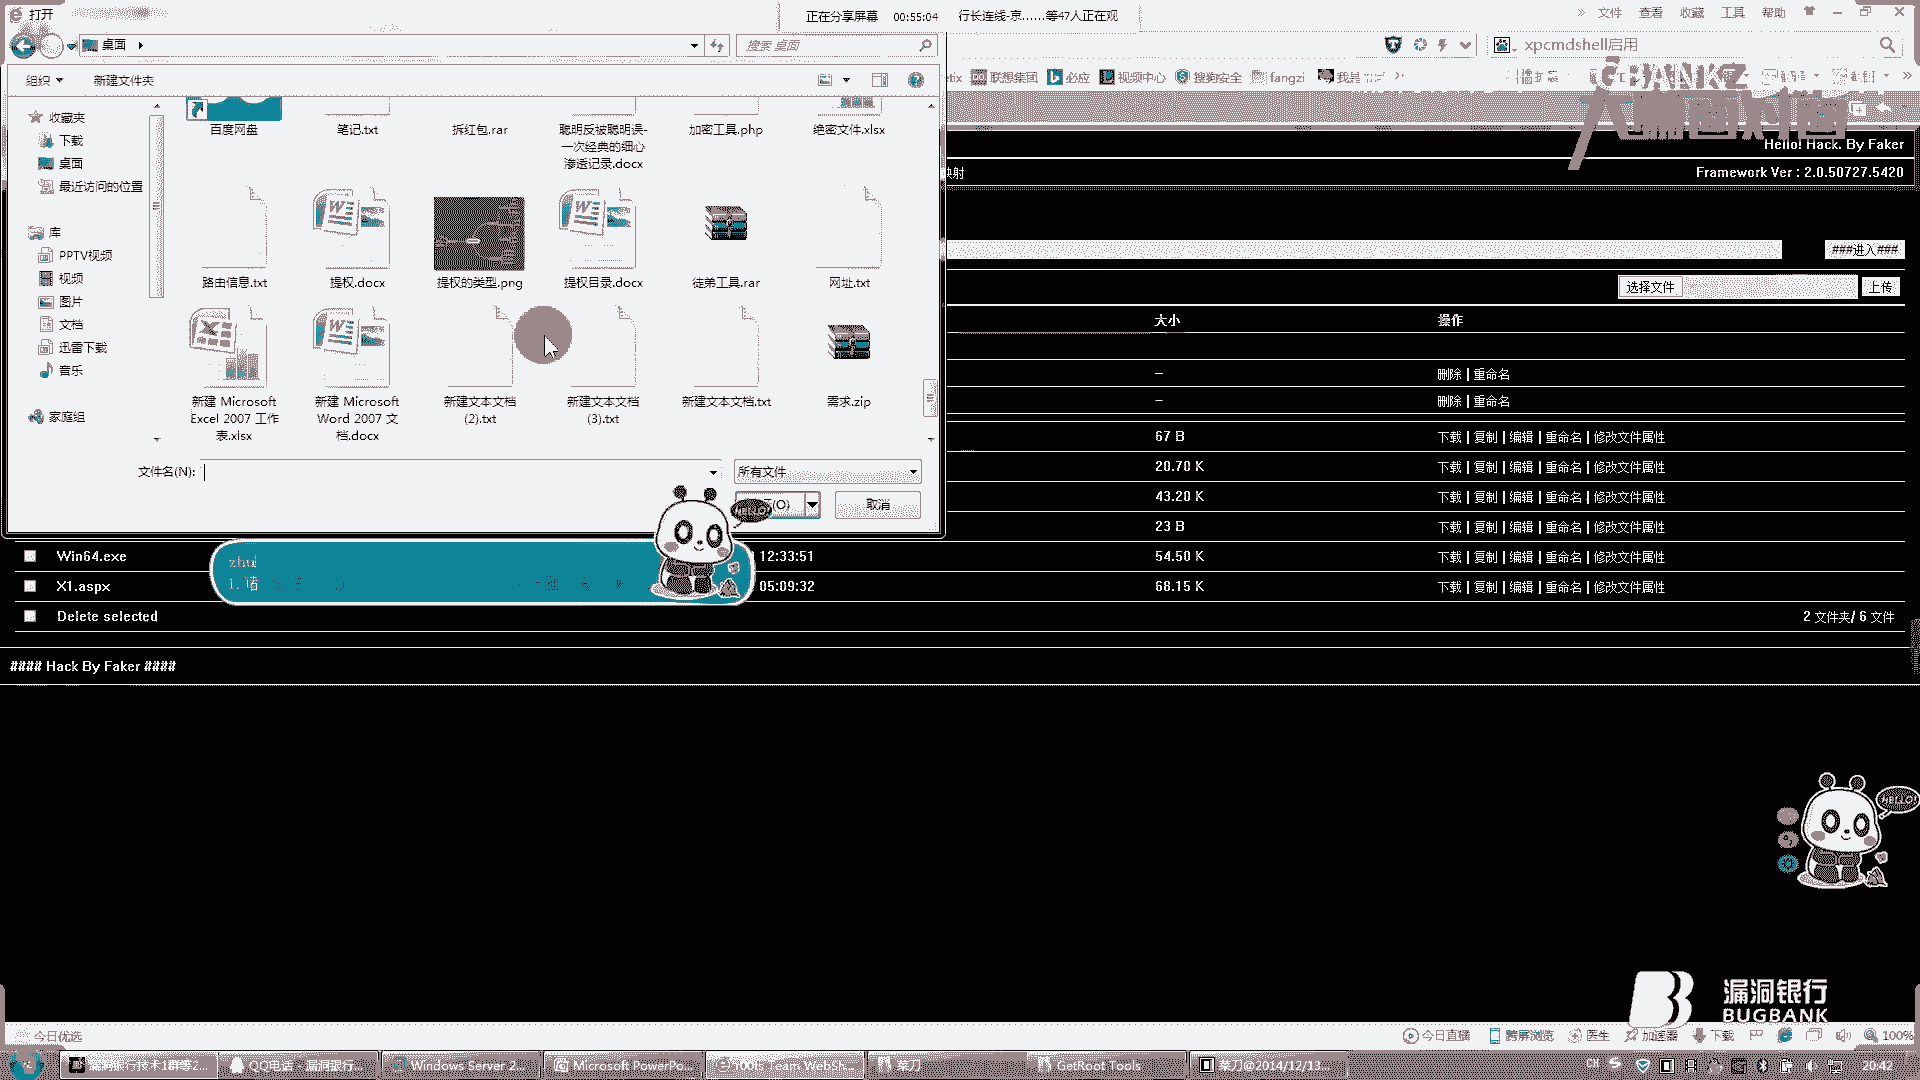 打开
正在分享屏幕 00:55:04 行长连线-京......等47人正在观
文件 查看 收藏 工具 帮助
桌面
搜索 桌面
xpcmdshell启用
组织 新建文件夹
联想集团 必应 视频中心 搜狗安全 fangzi 我是
收藏夹
下载
桌面
最近访问的位置
库
PPTV视频
视频
图片
文档
迅雷下载
音乐
家庭组
百度网盘
笔记.txt
拆红包.rar
聪明反被聪明误-
一次经典的细心
渗透记录.docx
加密工具.php
绝密文件.xlsx
路由信息.txt
提权.docx
提权的类型.png
提权目录.docx
徒弟工具.rar
网址.txt
新建 Microsoft
Excel 2007 工作
表.xlsx
新建 Microsoft
Word 2007 文
档.docx
新建文本文档
(2).txt
新建文本文档
(3).txt
新建文本文档.txt
需求.zip
文件名(N):
所有文件
(O)
取消
HELLO!
Hello! Hack. By Faker
映射
Framework Ver : 2.0.50727.5420
###进入###
选择文件
上传
大小 操作
– 删除 | 重命名
– 删除 | 重命名
67 B 下载 | 复制 | 编辑 | 重命名 | 修改文件属性
20.70 K 下载 | 复制 | 编辑 | 重命名 | 修改文件属性
43.20 K 下载 | 复制 | 编辑 | 重命名 | 修改文件属性
23 B 下载 | 复制 | 编辑 | 重命名 | 修改文件属性
Win64.exe 12:33:51 54.50 K 下载 | 复制 | 编辑 | 重命名 | 修改文件属性
X1.aspx 05:09:32 68.15 K 下载 | 复制 | 编辑 | 重命名 | 修改文件属性
zhu
Delete selected 2 文件夹/ 6 文件
#### Hack By Faker ####
HELLO!
漏洞银行
BUGBANK
今日优选
今日直播 跨屏浏览 医生 加速器 下载 100%
漏洞银行技术1群等2... QQ电话 - 漏洞银行... Windows Server 2... Microsoft PowerPo... T00ls Team WebSh... 菜刀 GetRoot Tools 菜刀@2014/12/13...
CH 20:42